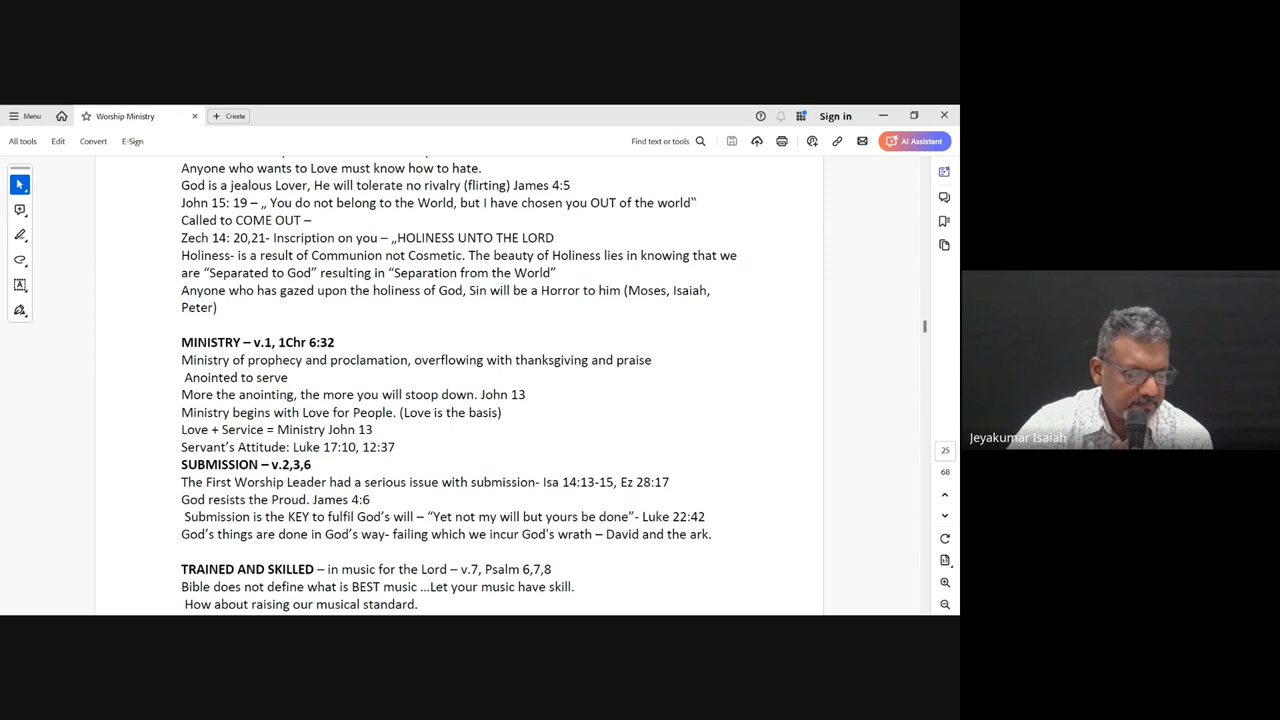 Menu
Worship Ministry
Create
Sign in
All tools
Edit
Convert
E-Sign
Find text or tools
AI Assistant
Anyone who wants to Love must know how to hate.
God is a jealous Lover, He will tolerate no rivalry (flirting) James 4:5
John 15: 19 – „ You do not belong to the World, but I have chosen you OUT of the world‟
Called to COME OUT –
Zech 14: 20,21- Inscription on you – „HOLINESS UNTO THE LORD
Holiness- is a result of Communion not Cosmetic. The beauty of Holiness lies in knowing that we
are “Separated to God” resulting in “Separation from the World”
Anyone who has gazed upon the holiness of God, Sin will be a Horror to him (Moses, Isaiah,
Peter)
MINISTRY – v.1, 1Chr 6:32
Ministry of prophecy and proclamation, overflowing with thanksgiving and praise
Anointed to serve
More the anointing, the more you will stoop down. John 13
Ministry begins with Love for People. (Love is the basis)
Love + Service = Ministry John 13
Servant’s Attitude: Luke 17:10, 12:37
SUBMISSION – v.2,3,6
The First Worship Leader had a serious issue with submission- Isa 14:13-15, Ez 28:17
God resists the Proud. James 4:6
Submission is the KEY to fulfil God’s will – “Yet not my will but yours be done”- Luke 22:42
God’s things are done in God’s way- failing which we incur God's wrath – David and the ark.
TRAINED AND SKILLED – in music for the Lord – v.7, Psalm 6,7,8
Bible does not define what is BEST music ...Let your music have skill.
How about raising our musical standard.
25
68
Jeyakumar Isaiah